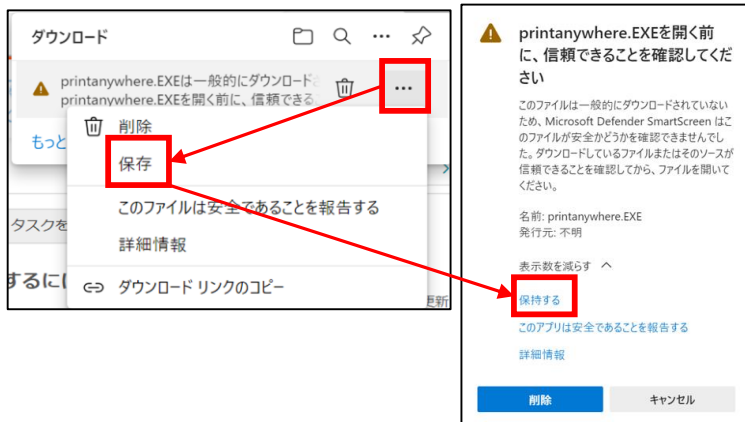 ダウンロード
printanywhere.EXEは一般的にダウンロード
printanywhere.EXEを開く前に、信頼できる
もっと
削除
保存
このファイルは安全であることを報告する
詳細情報
ダウンロード リンクのコピー
タスクを
するには
更新
printanywhere.EXEを開く前
に、信頼できることを確認してくだ
さい
このファイルは一般的にダウンロードされていない
ため、Microsoft Defender SmartScreen はこ
のファイルが安全かどうかを確認できませんでし
た。ダウンロードしているファイルまたはそのソースが
信頼できることを確認してから、ファイルを開いて
ください。
名前: printanywhere.EXE
発行元: 不明
表示数を減らす
保持する
このアプリは安全であることを報告する
詳細情報
削除
キャンセル